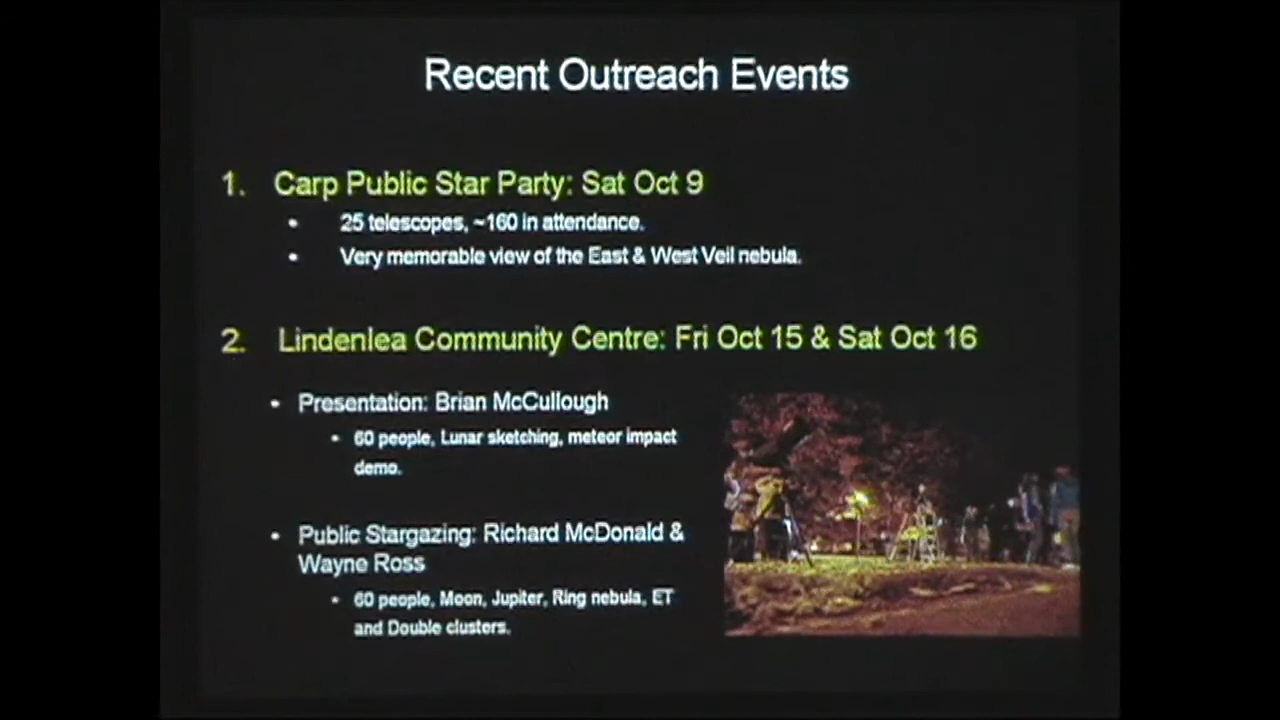 Recent Outreach Events
1. Carp Public Star Party: Sat Oct 9
• 25 telescopes, ~160 in attendance.
• Very memorable view of the East & West Veil nebula.
2. Lindenlea Community Centre: Fri Oct 15 & Sat Oct 16
• Presentation: Brian McCullough
• 60 people, Lunar sketching, meteor impact
demo.
• Public Stargazing: Richard McDonald &
Wayne Ross
• 60 people, Moon, Jupiter, Ring nebula, ET
and Double clusters.